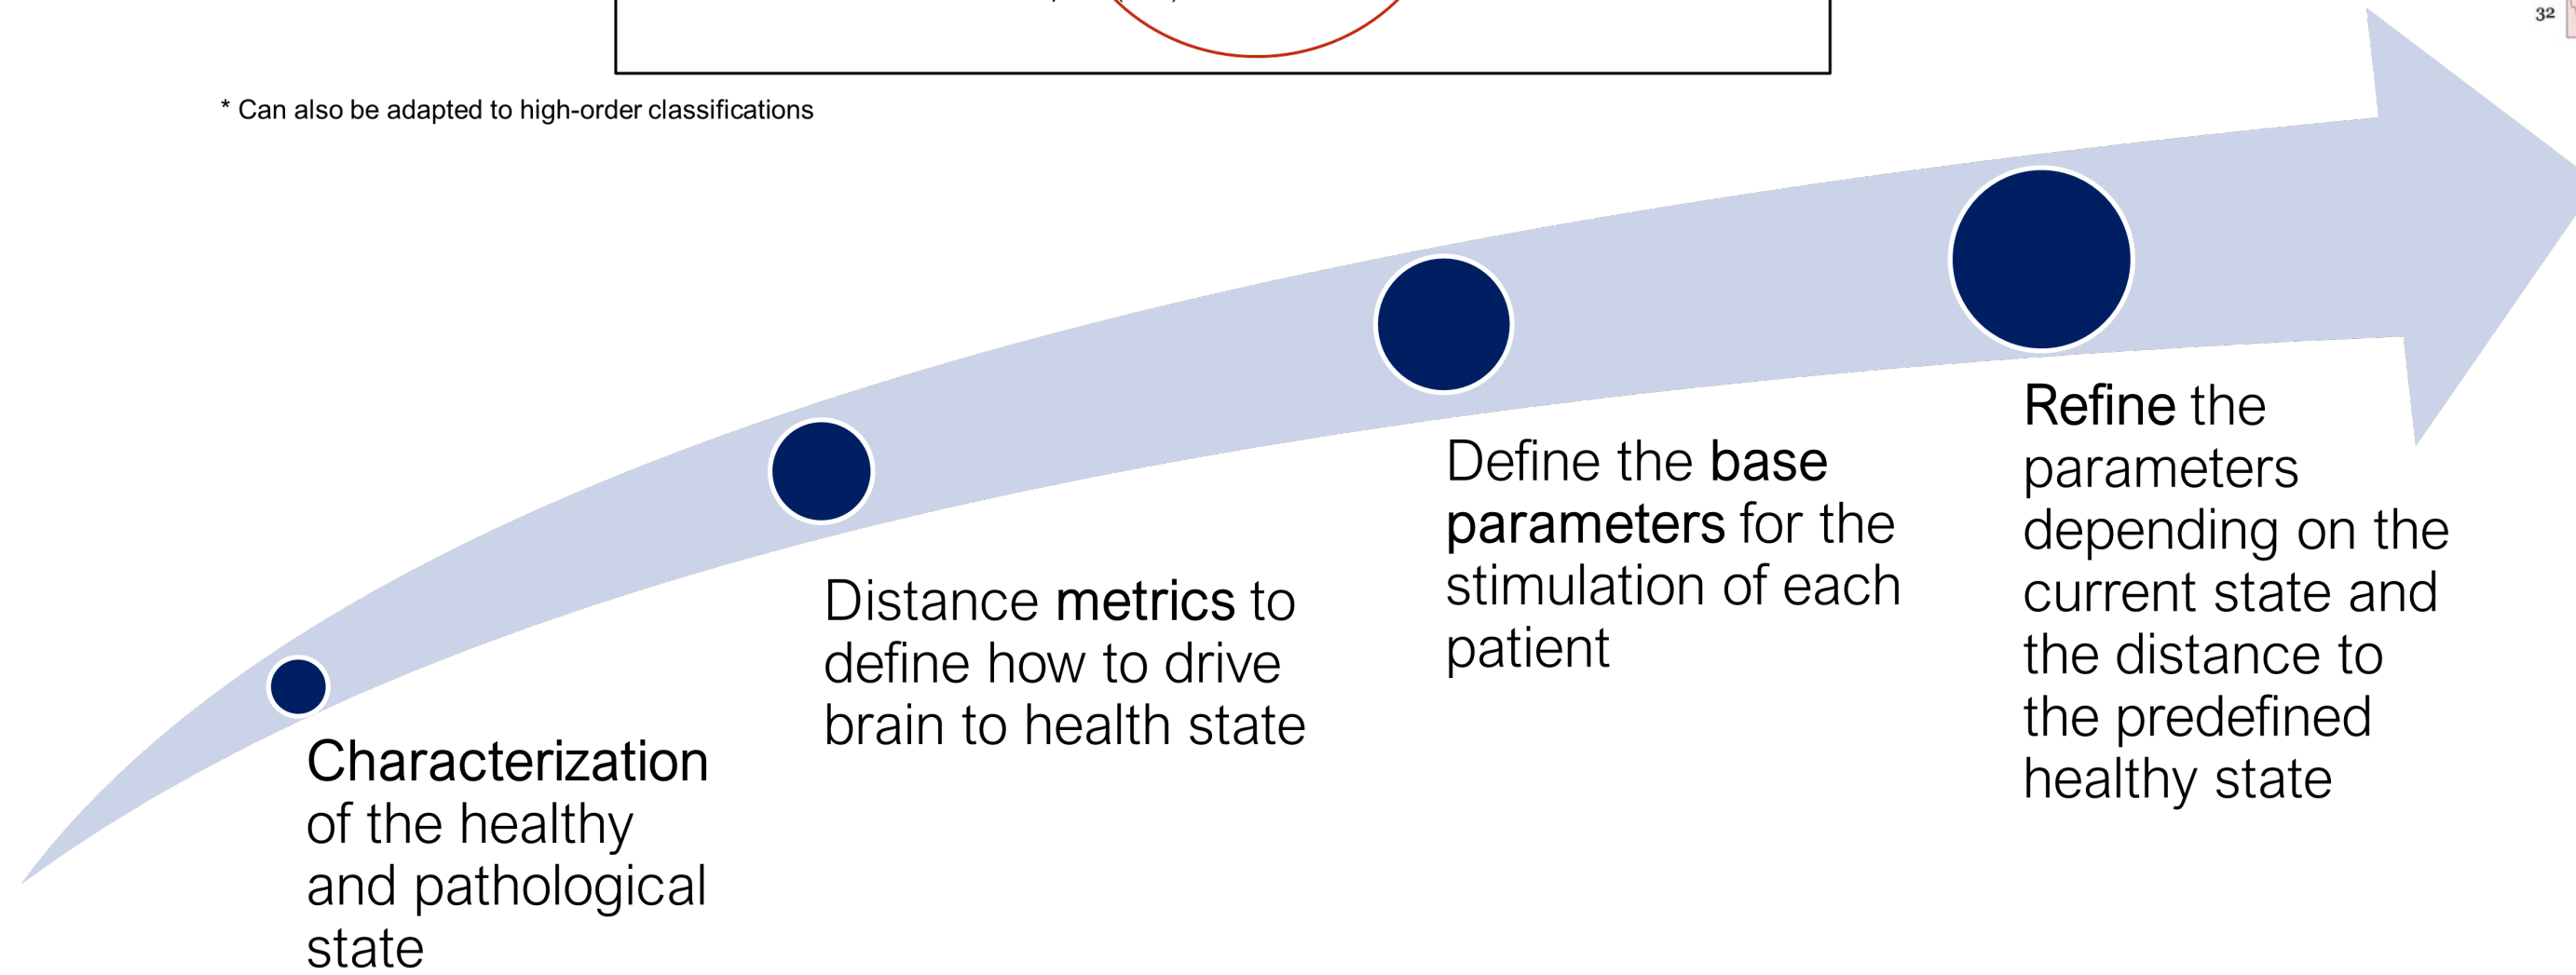 32
* Can also be adapted to high-order classifications
Characterization
of the healthy
and pathological
state
Distance metrics to
define how to drive
brain to health state
Define the base
parameters for the
stimulation of each
patient
Refine the
parameters
depending on the
current state and
the distance to
the predefined
healthy state